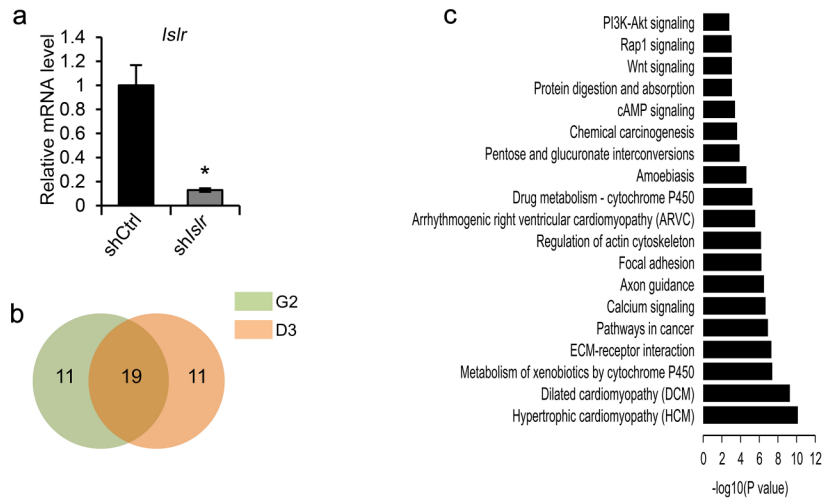 a
Islr
Relative mRNA level
1.4
1.2
1
0.8
0.6
0.4
0.2
0
*
shCtrl
shIslr
b
G2
D3
11
19
11
c
PI3K-Akt signaling
Rap1 signaling
Wnt signaling
Protein digestion and absorption
cAMP signaling
Chemical carcinogenesis
Pentose and glucuronate interconversions
Amoebiasis
Drug metabolism - cytochrome P450
Arrhythmogenic right ventricular cardiomyopathy (ARVC)
Regulation of actin cytoskeleton
Focal adhesion
Axon guidance
Calcium signaling
Pathways in cancer
ECM-receptor interaction
Metabolism of xenobiotics by cytochrome P450
Dilated cardiomyopathy (DCM)
Hypertrophic cardiomyopathy (HCM)
0 2 4 6 8 10 12
-log10(P value)